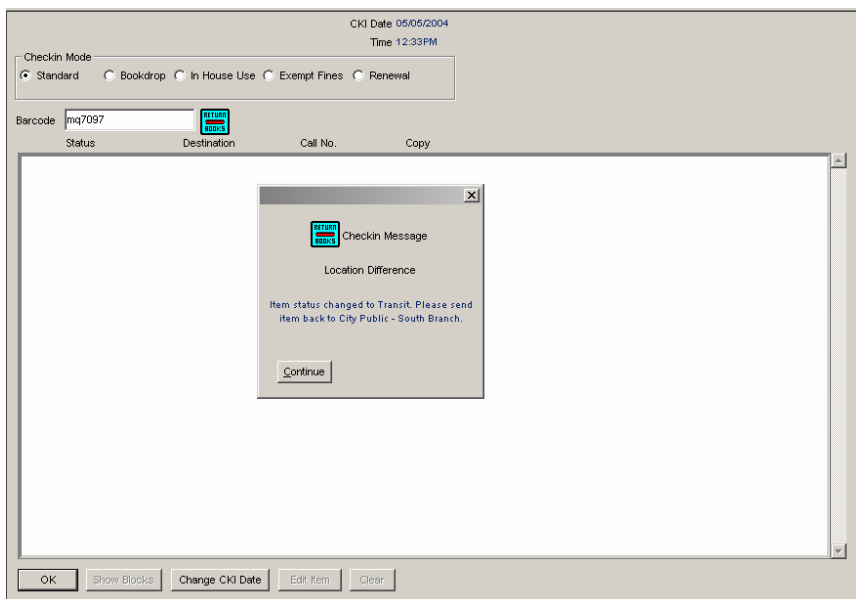 CKI Date 05/05/2004
Time 12:33PM
Checkin Mode
Standard Bookdrop In House Use Exempt Fines Renewal
Barcode mq7097 RETURN BOOKS
Status Destination Call No. Copy
RETURN BOOKS Checkin Message
Location Difference
Item status changed to Transit. Please send
item back to City Public - South Branch.
Continue
OK Show Blocks Change CKI Date Edit Item Clear